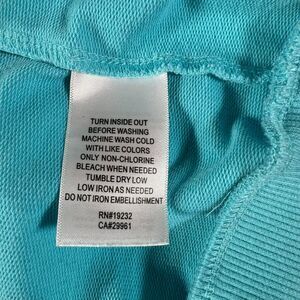 TURN INSIDE OUT
BEFORE WASHING
MACHINE WASH COLD
WITH LIKE COLORS
ONLY NON-CHLORINE
BLEACH WHEN NEEDED
TUMBLE DRY LOW
LOW IRON AS NEEDED
DO NOT IRON EMBELLISHMENT
RN#19232
CA#29961